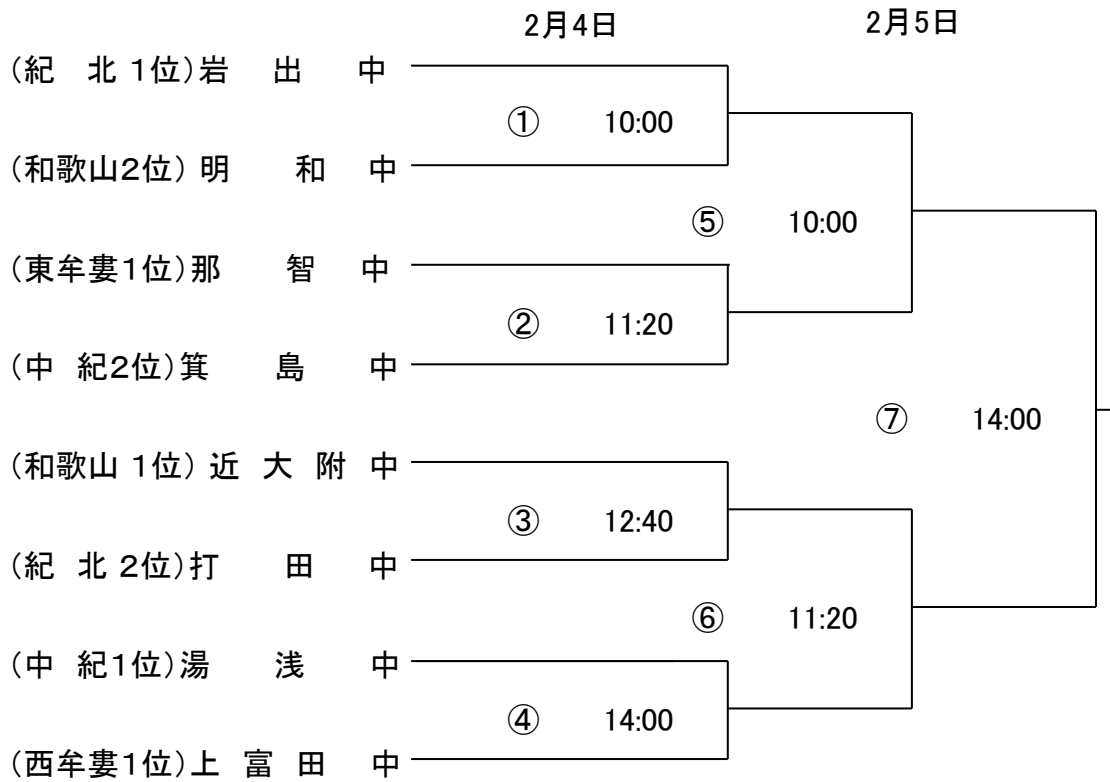 2月4日 2月5日
(紀 北 1位)岩 出 中
① 10:00
(和歌山2位) 明 和 中
⑤ 10:00
(東牟婁1位)那 智 中
② 11:20
(中 紀2位)箕 島 中
⑦ 14:00
(和歌山 1位) 近 大 附 中
③ 12:40
(紀 北 2位)打 田 中
⑥ 11:20
(中 紀1位)湯 浅 中
④ 14:00
(西牟婁1位)上 富 田 中